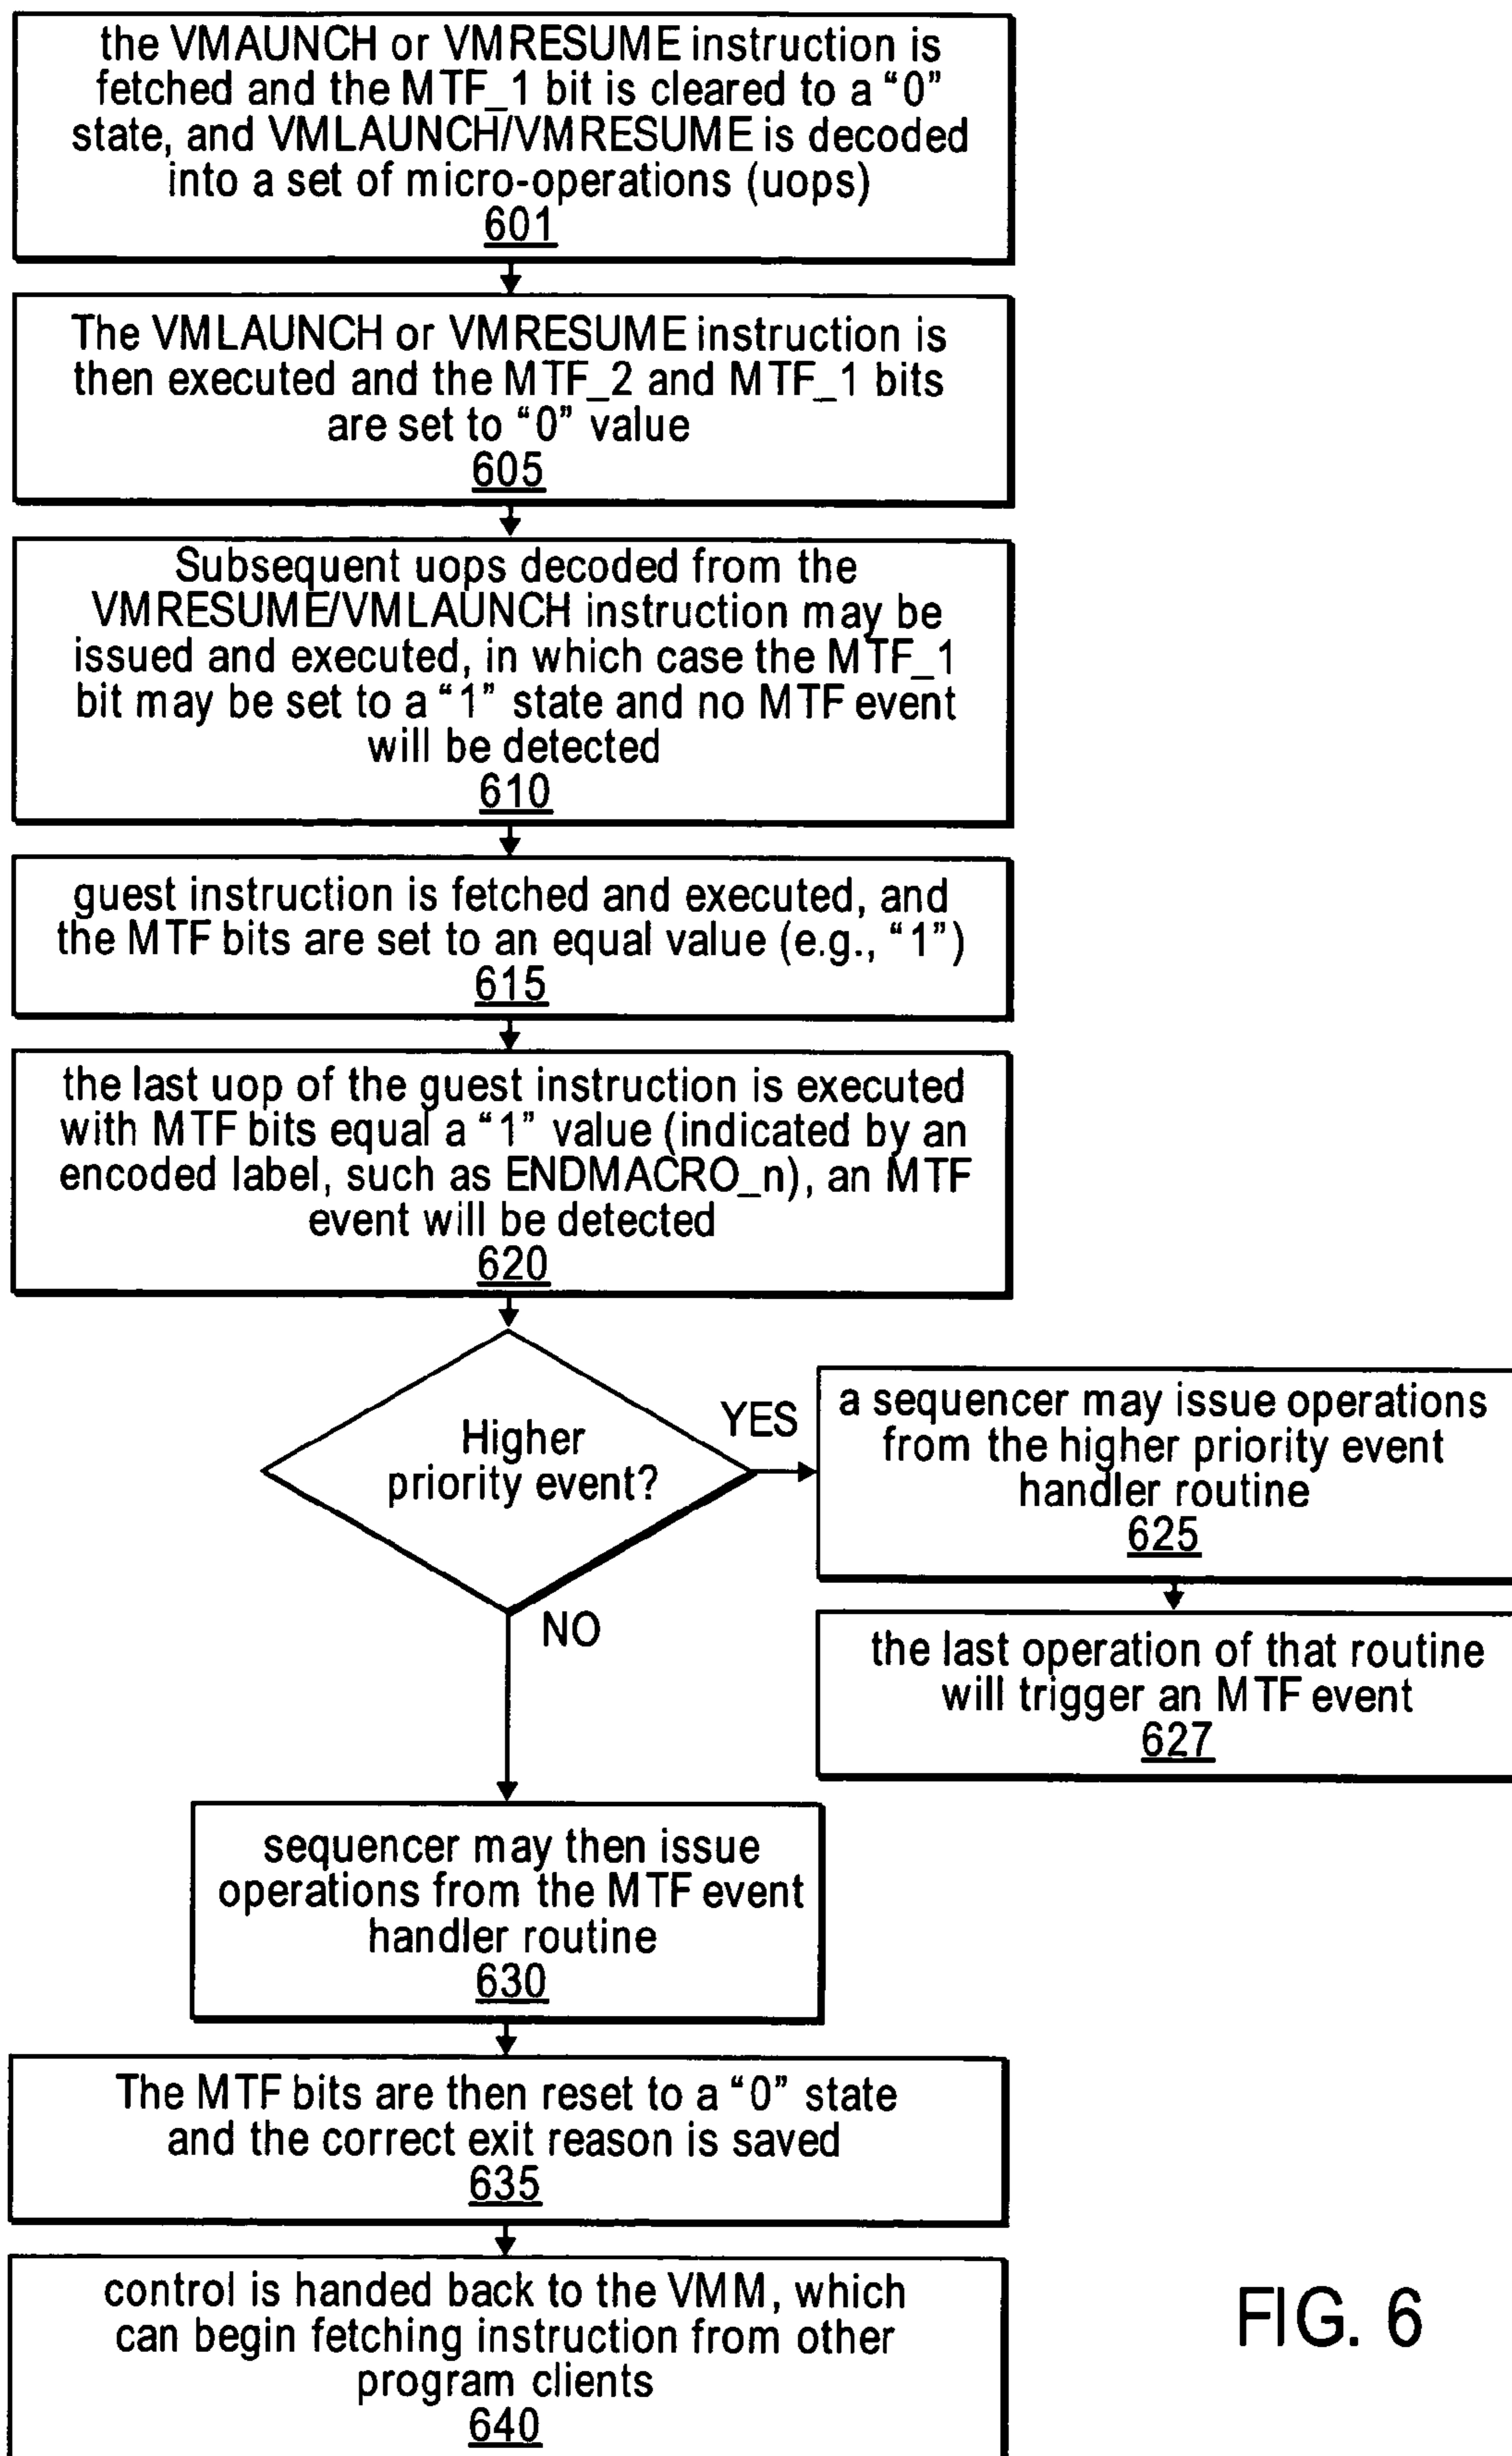 the VMAUNCH or VMRESUME instruction is
fetched and the MTF_1 bit is cleared to a “0”
state, and VMLAUNCH/VMRESUME is decoded
into a set of micro-operations (uops)
601
The VMLAUNCH or VMRESUME instruction is
then executed and the MTF_2 and MTF_1 bits
are set to “0” value
605
Subsequent uops decoded from the
VMRESUME/VMLAUNCH instruction may be
issued and executed, in which case the MTF_1
bit may be set to a “1” state and no MTF event
will be detected
610
guest instruction is fetched and executed, and
the MTF bits are set to an equal value (e.g., “1”)
615
the last uop of the guest instruction is executed
with MTF bits equal a “1” value (indicated by an
encoded label, such as ENDMACRO_n), an MTF
event will be detected
620
Higher
priority event?
YES
a sequencer may issue operations
from the higher priority event
handler routine
625
the last operation of that routine
will trigger an MTF event
627
NO
sequencer may then issue
operations from the MTF event
handler routine
630
The MTF bits are then reset to a “0” state
and the correct exit reason is saved
635
control is handed back to the VMM, which
can begin fetching instruction from other
program clients
640
FIG. 6